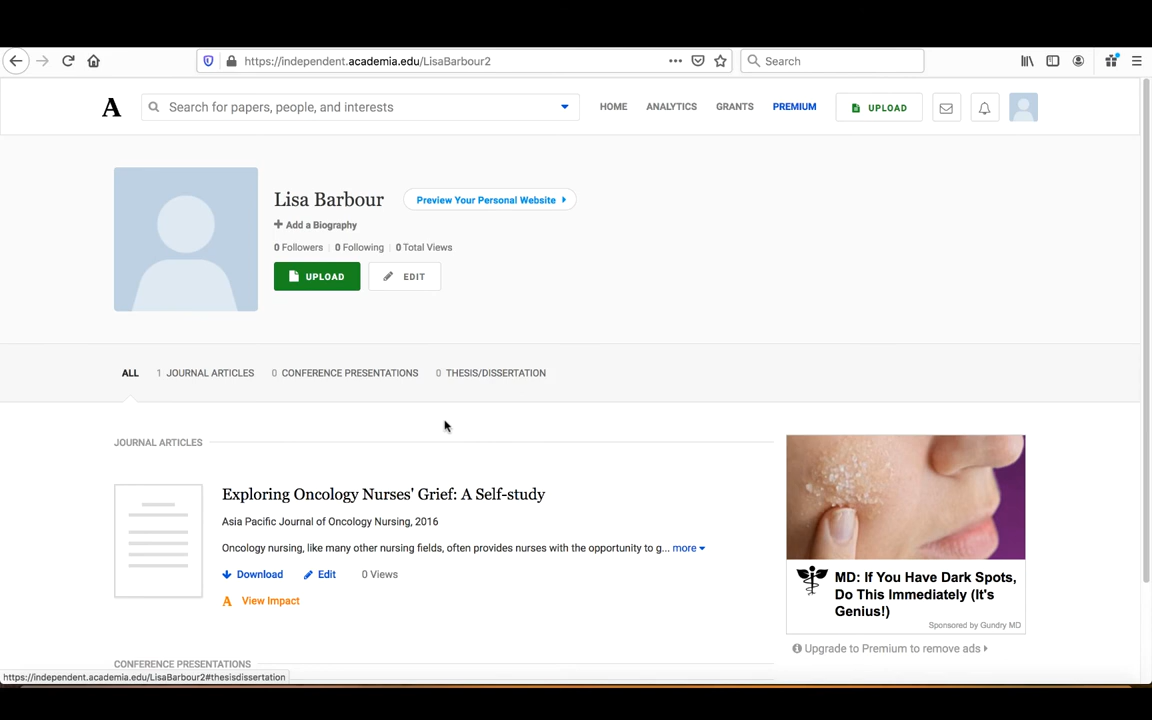 https://independent.academia.edu/LisaBarbour2
Search
A
Search for papers, people, and interests
HOME
ANALYTICS
GRANTS
PREMIUM
UPLOAD
Lisa Barbour
Preview Your Personal Website
Add a Biography
0 Followers
0 Following
0 Total Views
UPLOAD
EDIT
ALL
1 JOURNAL ARTICLES
0 CONFERENCE PRESENTATIONS
0 THESIS/DISSERTATION
JOURNAL ARTICLES
Exploring Oncology Nurses' Grief: A Self-study
Asia Pacific Journal of Oncology Nursing, 2016
Oncology nursing, like many other nursing fields, often provides nurses with the opportunity to g... more
Download
Edit
0 Views
A View Impact
MD: If You Have Dark Spots,
Do This Immediately (It's
Genius!)
Sponsored by Gundry MD
Upgrade to Premium to remove ads
CONFERENCE PRESENTATIONS
https://independent.academia.edu/LisaBarbour2#thesisdissertation